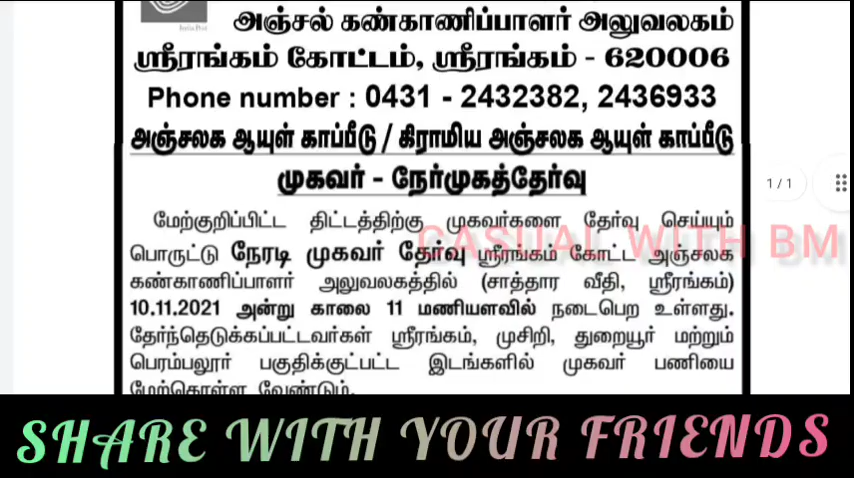 அஞ்சல் கண்காணிப்பாளர் அலுவலகம்
ஸ்ரீரங்கம் கோட்டம், ஸ்ரீரங்கம் - 620006
Phone number : 0431 - 2432382, 2436933
அஞ்சலக ஆயுள் காப்பீடு / கிராமிய அஞ்சலக ஆயுள் காப்பீடு
முகவர் - நேர்முகத்தேர்வு
மேற்குறிப்பிட்ட திட்டத்திற்கு முகவர்களை தேர்வு செய்யும்
பொருட்டு நேரடி முகவர் தேர்வு ஸ்ரீரங்கம் கோட்ட அஞ்சலக
CASUAL WITH BM
கண்காணிப்பாளர் அலுவலகத்தில் (சாத்தார வீதி, ஸ்ரீரங்கம்)
10.11.2021 அன்று காலை 11 மணியளவில் நடைபெற உள்ளது.
தேர்ந்தெடுக்கப்பட்டவர்கள் ஸ்ரீரங்கம், முசிறி, துறையூர் மற்றும்
பெரம்பலூர் பகுதிக்குட்பட்ட இடங்களில் முகவர் பணியை
மேற்கொள்ள வேண்டும்.
1 / 1
SHARE WITH YOUR FRIENDS